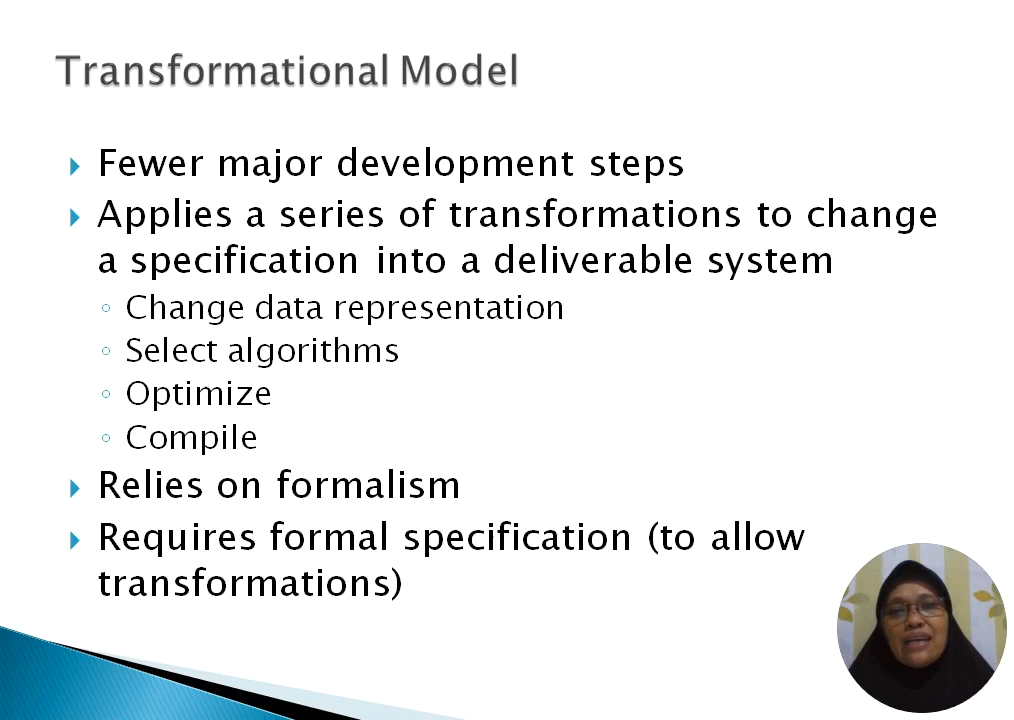 Transformational Model
Fewer major development steps
Applies a series of transformations to change
a specification into a deliverable system
Change data representation
Select algorithms
Optimize
Compile
Relies on formalism
Requires formal specification (to allow
transformations)